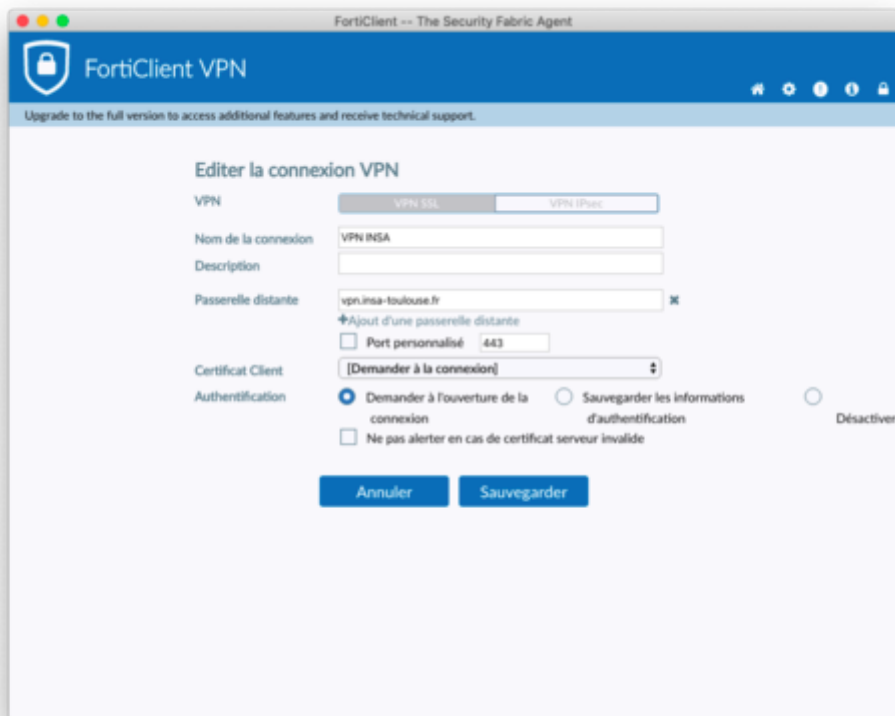 FortiClient -- The Security Fabric Agent
FortiClient VPN
Upgrade to the full version to access additional features and receive technical support.
Editer la connexion VPN
VPN
VPN SSL
VPN IPsec
Nom de la connexion
VPN INSA
Description
Passerelle distante
vpn.insa-toulouse.fr
+Ajout d'une passerelle distante
Port personnalisé
443
Certificat Client
[Demander à la connexion]
Authentification
Demander à l'ouverture de la
connexion
Sauvegarder les informations
d'authentification
Désactiver
Ne pas alerter en cas de certificat serveur invalide
Annuler
Sauvegarder